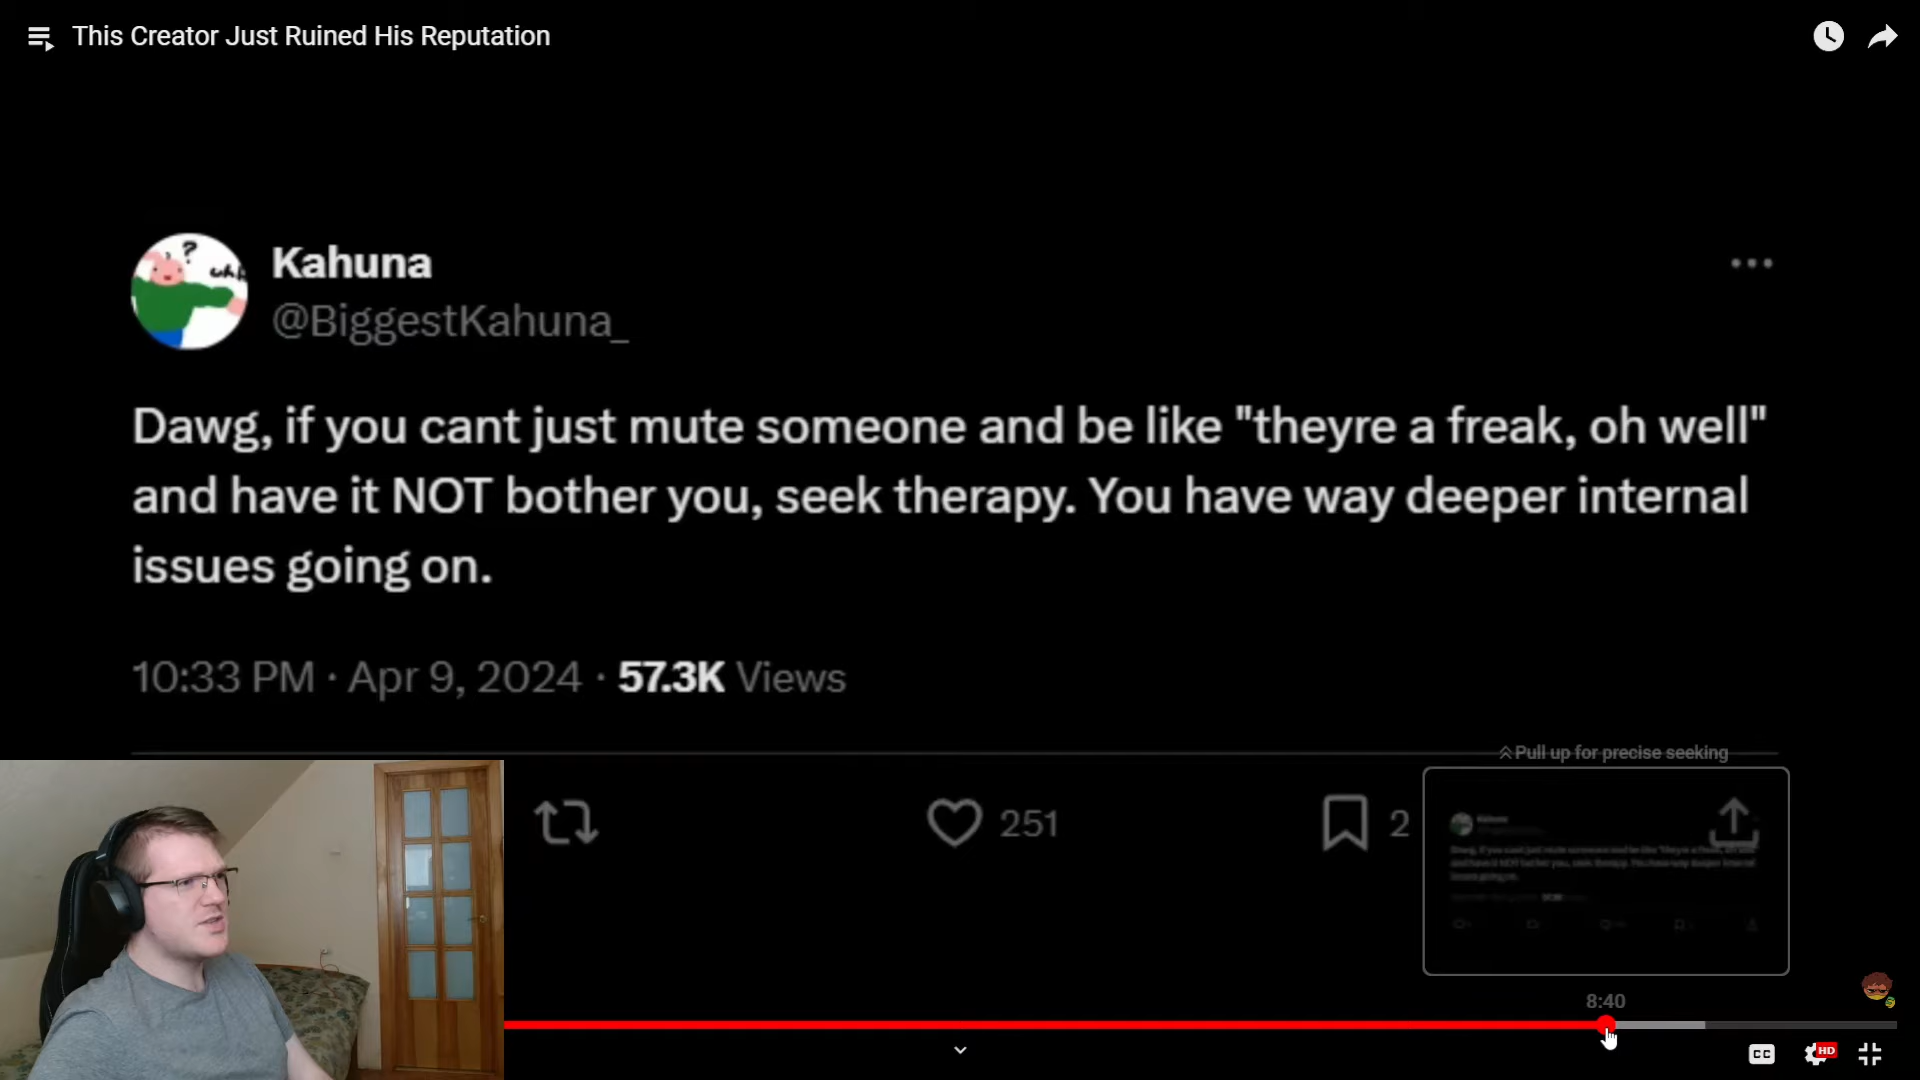 This Creator Just Ruined His Reputation
?
Kahuna
@BiggestKahuna_
Dawg, if you cant just mute someone and be like "theyre a freak, oh well"
and have it NOT bother you, seek therapy. You have way deeper internal
issues going on.
10:33 PM · Apr 9, 2024 · 57.3K Views
Pull up for precise seeking
251
2
8:40
CC
HD